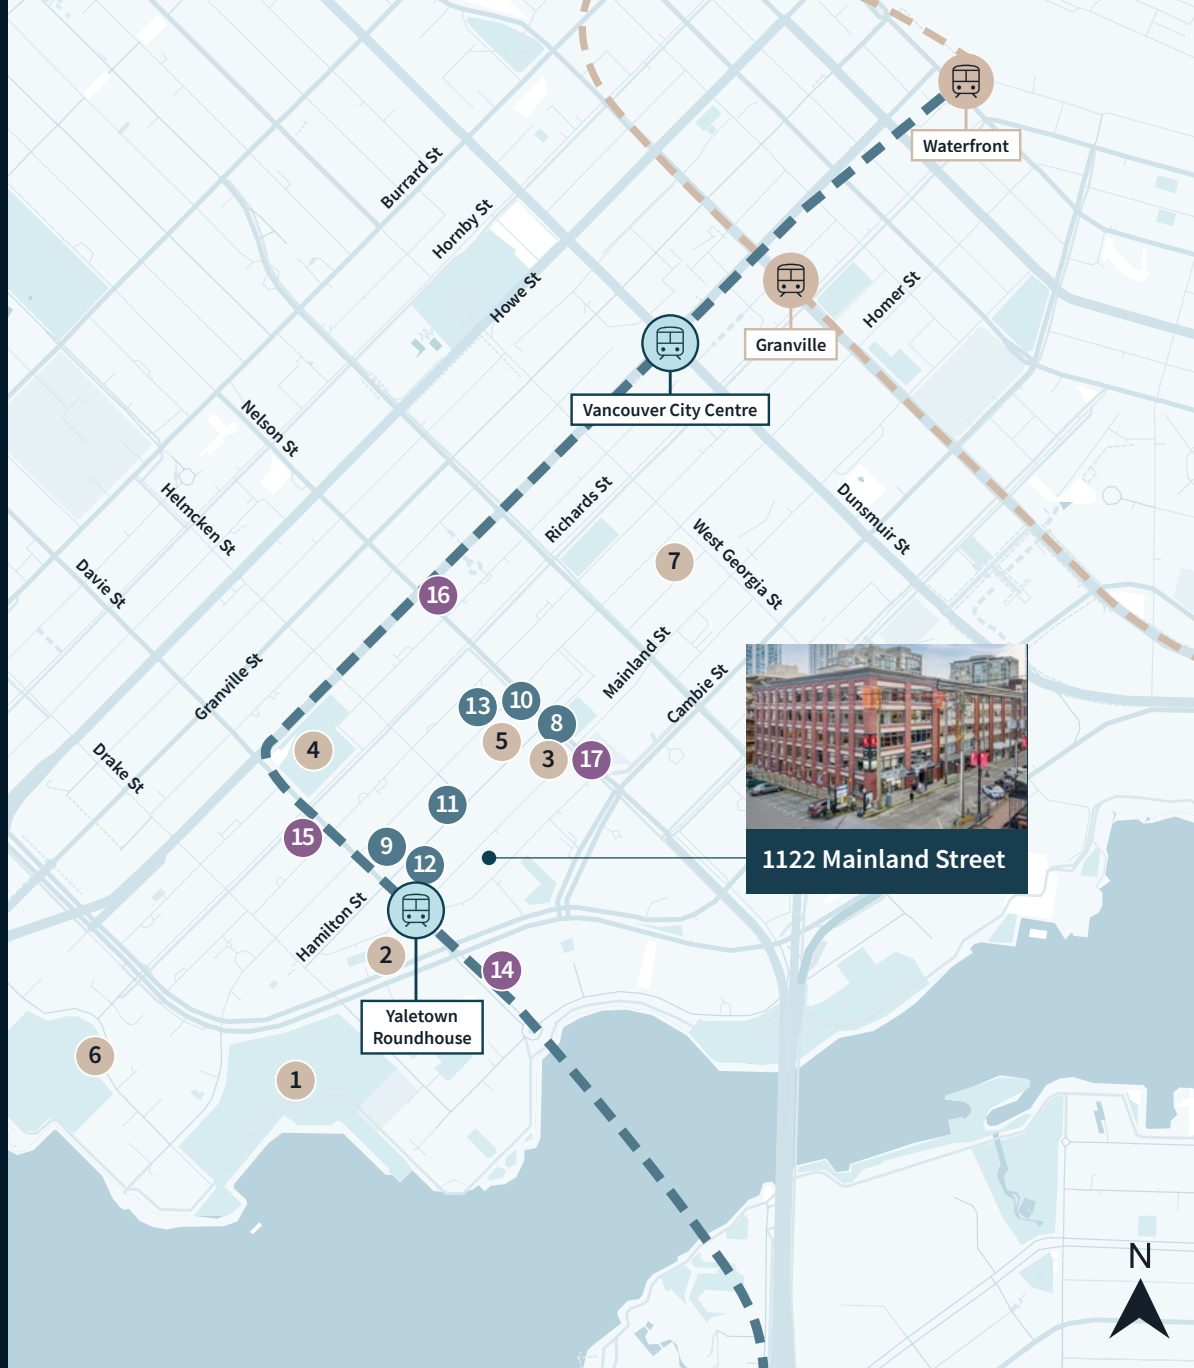 Waterfront
Burrard St
Hornby St
Howe St
Homer St
Granville
Vancouver City Centre
Nelson St
Helmcken St
Richards St
Dunsmuir St
West Georgia St
7
Davie St
16
Mainland St
Cambie St
Granville St
13
10
8
5
3
17
4
Drake St
11
15
9
12
1122 Mainland Street
Hamilton St
2
14
Yaletown
Roundhouse
6
1
N